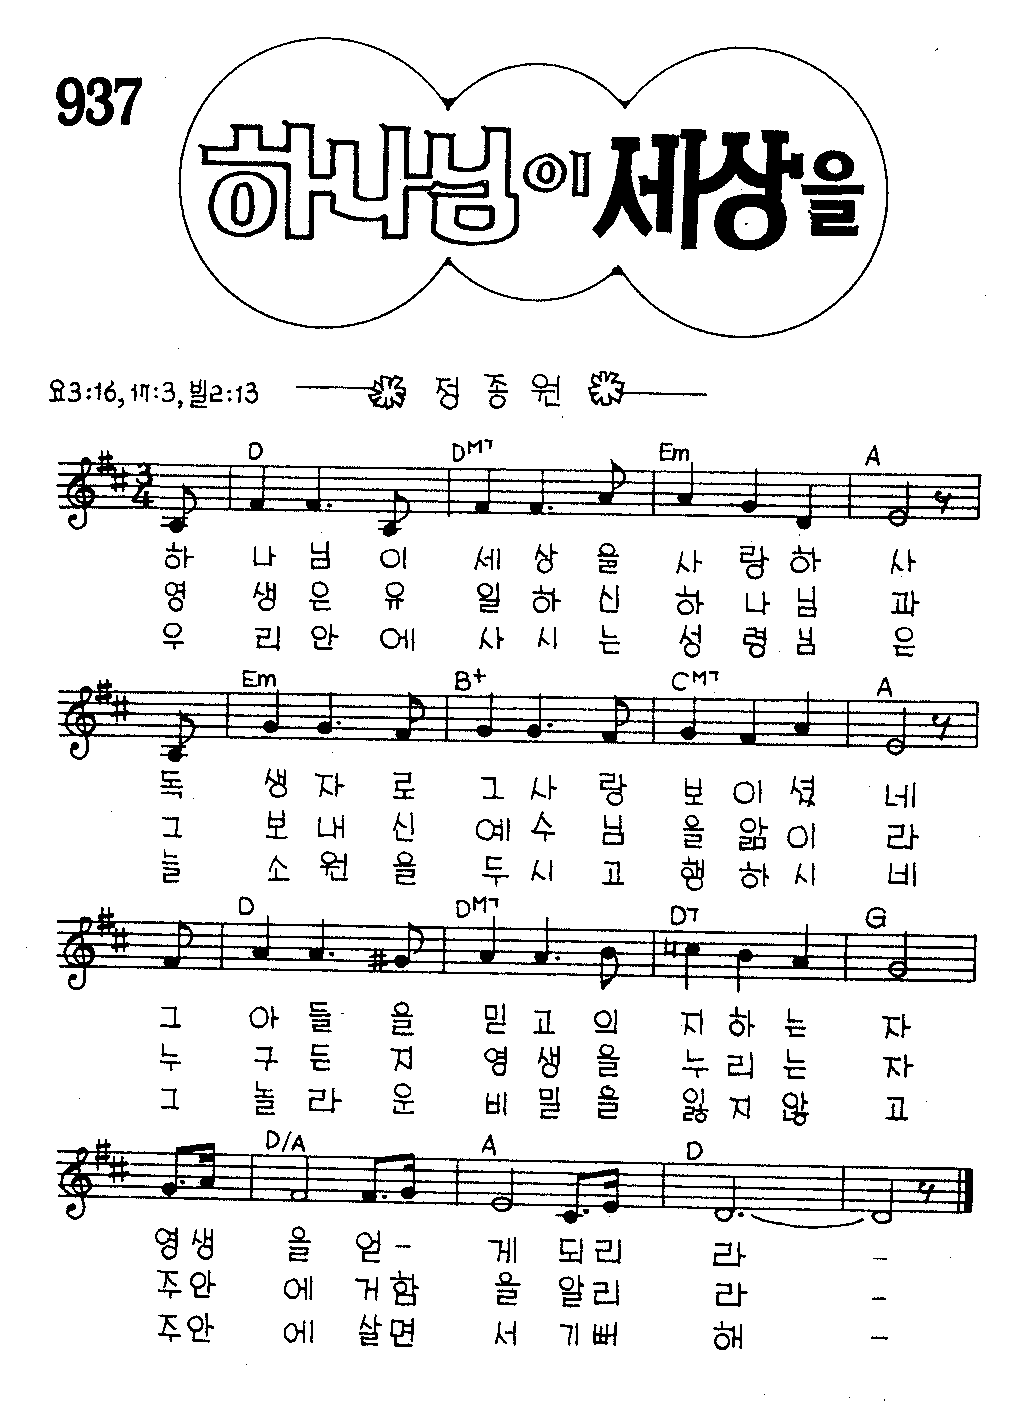 937
하나님이 세상을
요3:16, 17:3, 빌2:13 정 종 원
D DM7 Em A
3
4
하 나 님 이 세 상 을 사 랑 하 사
영 생 은 유 일 하 신 하 나 님 과
우 리 안 에 사 시 는 성 령 님 은
Em B+ CM7 A
독 생 자 로 그 사 랑 보 이 셨 네
그 보 내 신 예 수 님 을 앎 이 라
늘 소 원 을 두 시 고 행 하 시 네
D DM7 D7 G
그 아 들 을 믿 고 의 지 하 는 자
누 구 든 지 영 생 을 누 리 는 자
그 놀 라 운 비 밀 을 잃 지 않 고
D/A A D
영 생 을 얻 - 게 되 리 라 -
주 안 에 거 함 을 알 리 라 -
주 안 에 살 면 서 기 뻐 해 -